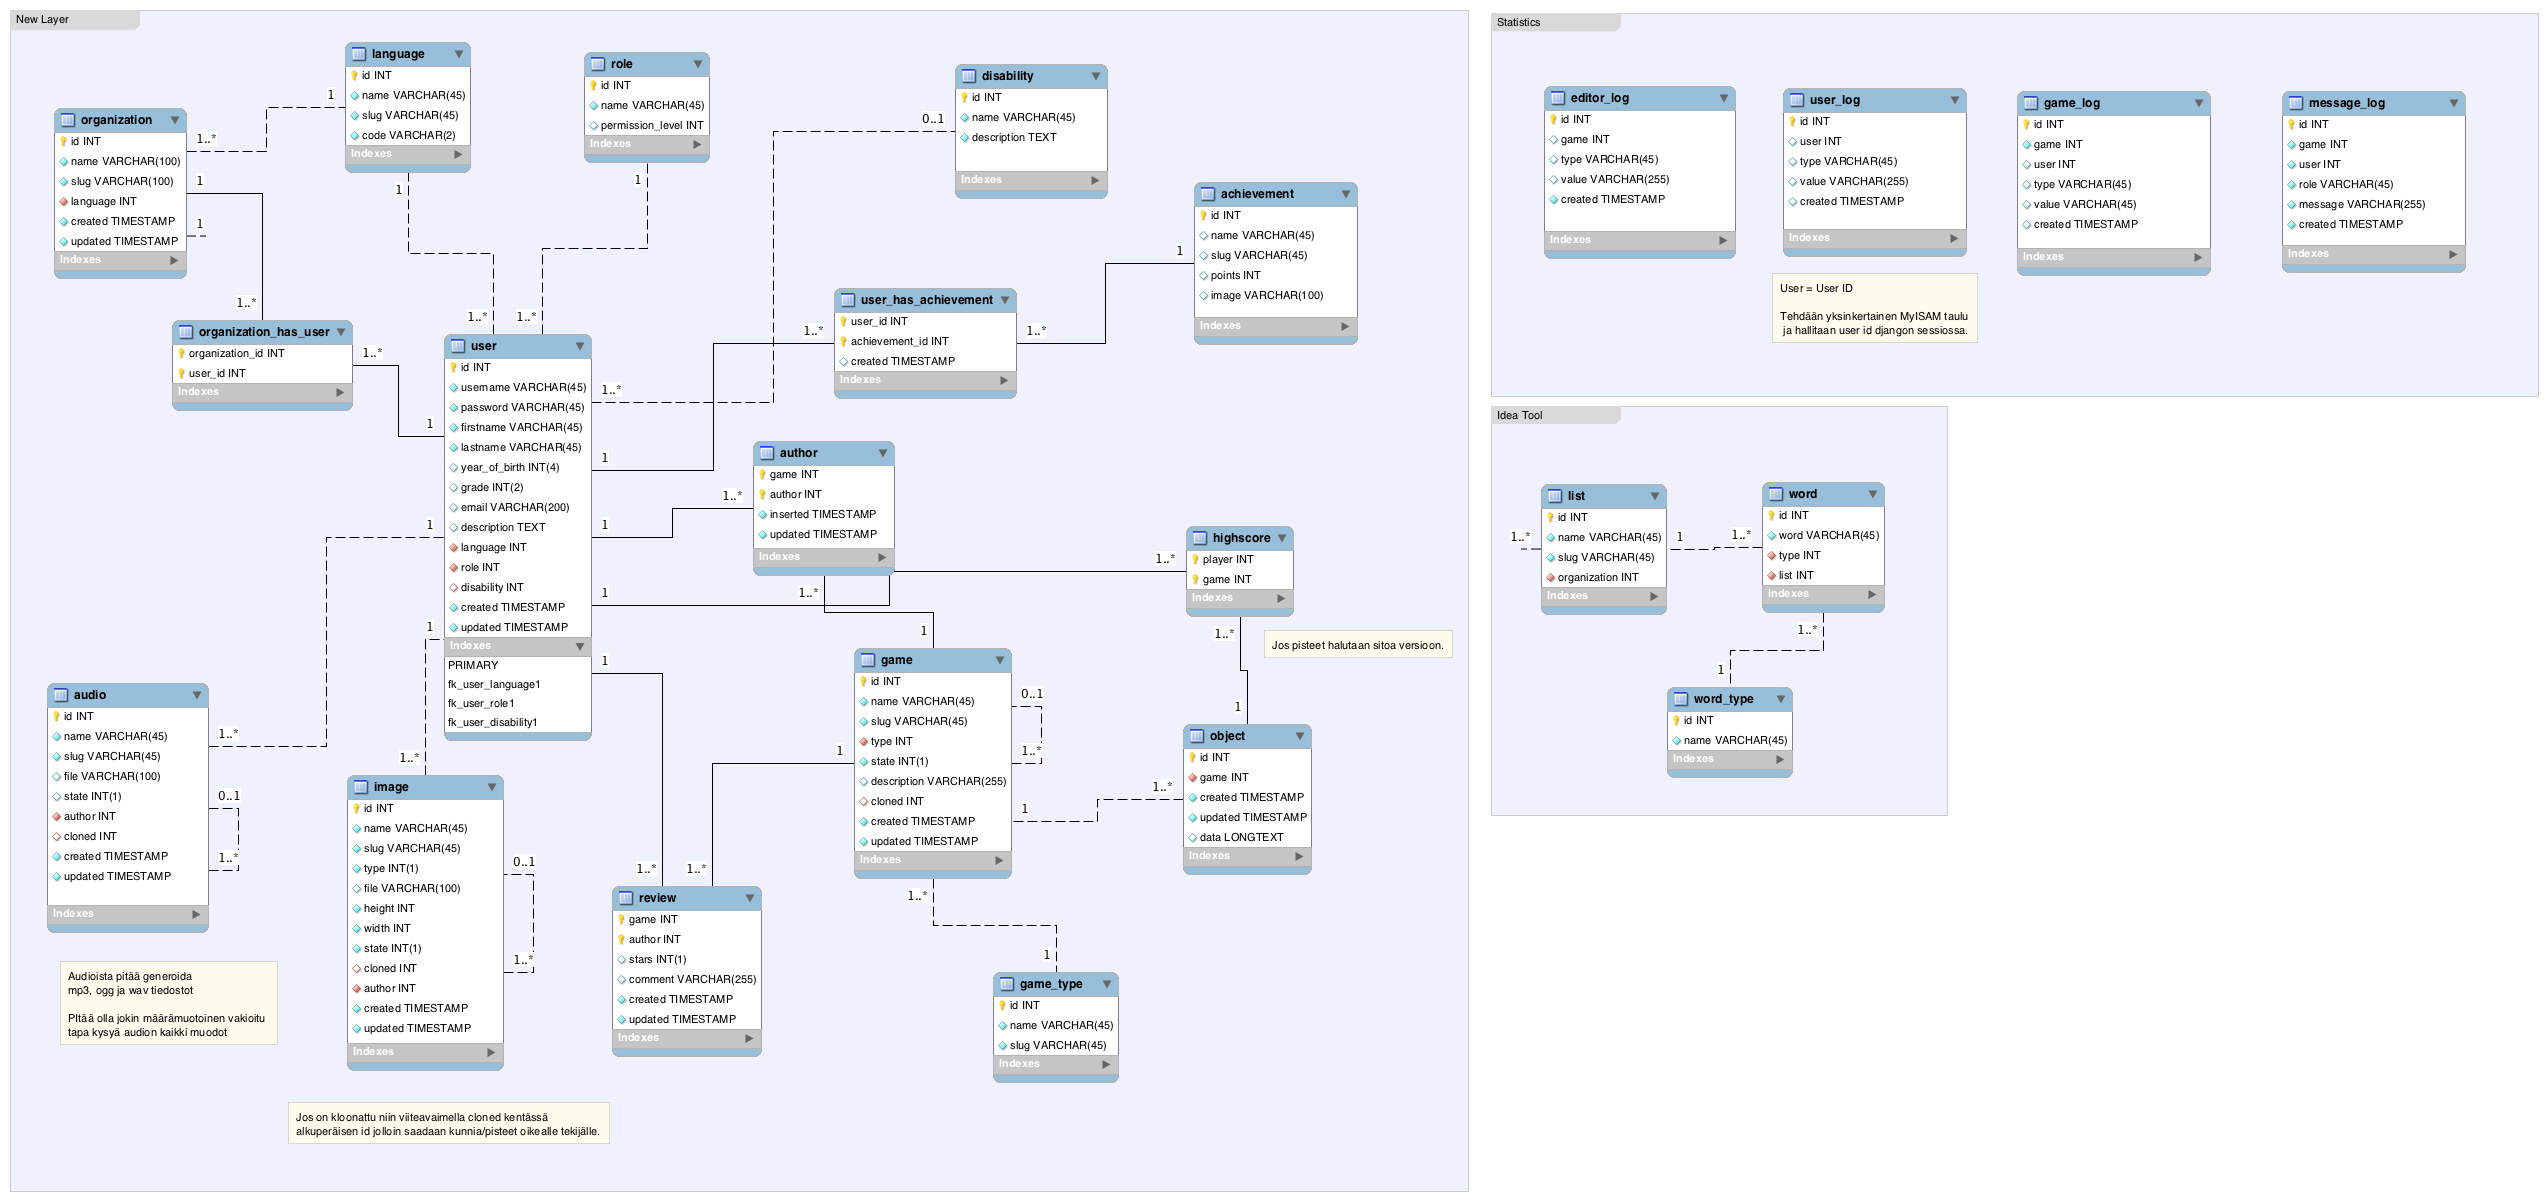 New Layer
language
id INT
name VARCHAR(45)
slug VARCHAR(45)
code VARCHAR(2)
Indexes
role
id INT
name VARCHAR(45)
permission_level INT
Indexes
disability
id INT
name VARCHAR(45)
description TEXT
Indexes
organization
id INT
name VARCHAR(100)
slug VARCHAR(100)
language INT
created TIMESTAMP
updated TIMESTAMP
Indexes
1
1..*
1
1
1..*
1
1..*
1
1..*
0..1
1..*
achievement
id INT
name VARCHAR(45)
slug VARCHAR(45)
points INT
image VARCHAR(100)
Indexes
1
1..*
1..*
user_has_achievement
user_id INT
achievement_id INT
created TIMESTAMP
Indexes
organization_has_user
organization_id INT
user_id INT
Indexes
1..*
1
user
id INT
username VARCHAR(45)
password VARCHAR(45)
firstname VARCHAR(45)
lastname VARCHAR(45)
year_of_birth INT(4)
grade INT(2)
email VARCHAR(200)
description TEXT
language INT
role INT
disability INT
created TIMESTAMP
updated TIMESTAMP
Indexes
PRIMARY
fk_user_language1
fk_user_role1
fk_user_disability1
1
1
1
1
1
1
1..*
author
game INT
author INT
inserted TIMESTAMP
updated TIMESTAMP
Indexes
1..*
1
1..*
highscore
player INT
game INT
Indexes
1..*
1
Jos pisteet halutaan sitoa versioon.
game
id INT
name VARCHAR(45)
slug VARCHAR(45)
type INT
state INT(1)
description VARCHAR(255)
cloned INT
created TIMESTAMP
updated TIMESTAMP
Indexes
0..1
1..*
1
1..*
1
1..*
1
object
id INT
game INT
created TIMESTAMP
updated TIMESTAMP
data LONGTEXT
Indexes
audio
id INT
name VARCHAR(45)
slug VARCHAR(45)
file VARCHAR(100)
state INT(1)
author INT
cloned INT
created TIMESTAMP
updated TIMESTAMP
Indexes
1..*
0..1
1..*
Audioista pitää generoida
mp3, ogg ja wav tiedostot
PItää olla jokin määrämuotoinen vakioitu
tapa kysyä audion kaikki muodot
1..*
image
id INT
name VARCHAR(45)
slug VARCHAR(45)
type INT(1)
file VARCHAR(100)
height INT
width INT
state INT(1)
cloned INT
author INT
created TIMESTAMP
updated TIMESTAMP
Indexes
0..1
1..*
1..*
1..*
review
game INT
author INT
stars INT(1)
comment VARCHAR(255)
created TIMESTAMP
updated TIMESTAMP
Indexes
game_type
id INT
name VARCHAR(45)
slug VARCHAR(45)
Indexes
Jos on kloonattu niin viiteavaimella cloned kentässä
alkuperäisen id jolloin saadaan kunnia/pisteet oikealle tekijälle.
Statistics
editor_log
id INT
game INT
type VARCHAR(45)
value VARCHAR(255)
created TIMESTAMP
Indexes
user_log
id INT
user INT
type VARCHAR(45)
value VARCHAR(255)
created TIMESTAMP
Indexes
game_log
id INT
game INT
user INT
type VARCHAR(45)
value VARCHAR(45)
created TIMESTAMP
Indexes
message_log
id INT
game INT
user INT
role VARCHAR(45)
message VARCHAR(255)
created TIMESTAMP
Indexes
User = User ID
Tehdään yksinkertainen MyISAM taulu
ja hallitaan user id djangon sessiossa.
Idea Tool
list
id INT
name VARCHAR(45)
slug VARCHAR(45)
organization INT
Indexes
1..*
1
1..*
word
id INT
word VARCHAR(45)
type INT
list INT
Indexes
1..*
1
word_type
id INT
name VARCHAR(45)
Indexes